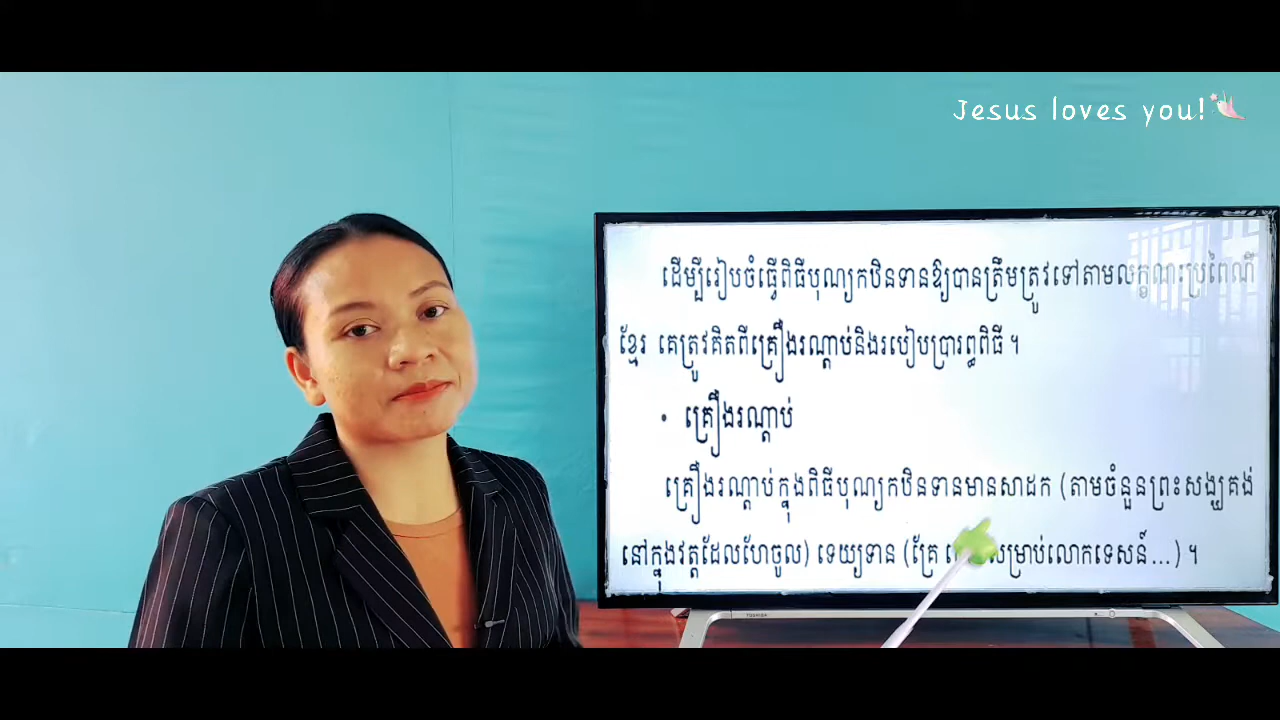 Jesus loves you!
ដើម្បីរៀបចំធ្វើពិធីបុណ្យកឋិនទានឱ្យបានត្រឹមត្រូវទៅតាមលក្ខណះប្រពៃណី
ខ្មែរ គេត្រូវគិតពីគ្រឿងរណ្ដាប់និងរបៀបប្រារព្ធពិធី ។
• គ្រឿងរណ្ដាប់
គ្រឿងរណ្ដាប់ក្នុងពិធីបុណ្យកឋិនទានមានសាដក (តាមចំនួនព្រះសង្ឃគង់
នៅក្នុងវត្តដែលហែចូល) ទេយ្យទាន (គ្រែ សម្រាប់លោកទេសន៍...) ។
TOSHIBA